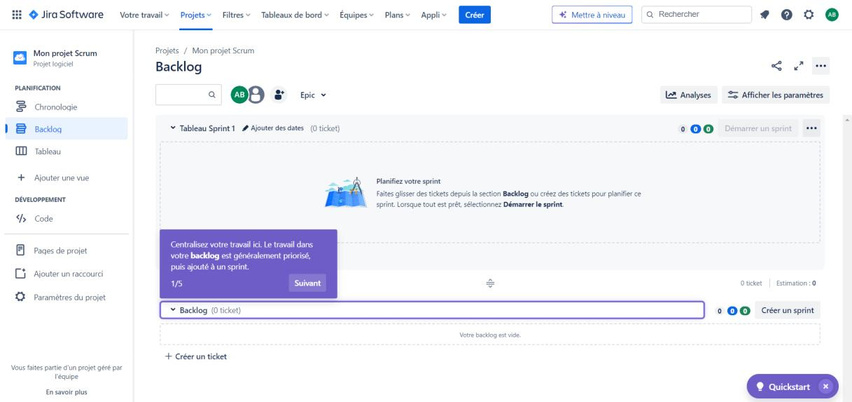 Jira Software Votre travail Projets Filtres Tableaux de bord Équipes Plans Appli Créer Mettre à niveau Rechercher AB
Mon projet Scrum
Projet logiciel
PLANIFICATION
Chronologie
Backlog
Tableau
Ajouter une vue
DÉVELOPPEMENT
Code
Pages de projet
Ajouter un raccourci
Paramètres du projet
Vous faites partie d'un projet géré par
l'équipe
En savoir plus
Projets / Mon projet Scrum
Backlog
AB Epic Analyses Afficher les paramètres
Tableau Sprint 1 Ajouter des dates (0 ticket) 0 0 0 Démarrer un sprint
Planifiez votre sprint
Faites glisser des tickets depuis la section Backlog ou créez des tickets pour planifier ce
sprint. Lorsque tout est prêt, sélectionnez Démarrer le sprint.
Centralisez votre travail ici. Le travail dans
votre backlog est généralement priorisé,
puis ajouté à un sprint.
1/5 Suivant
0 ticket Estimation : 0
Backlog (0 ticket) 0 0 0 Créer un sprint
Votre backlog est vide.
+ Créer un ticket
Quickstart